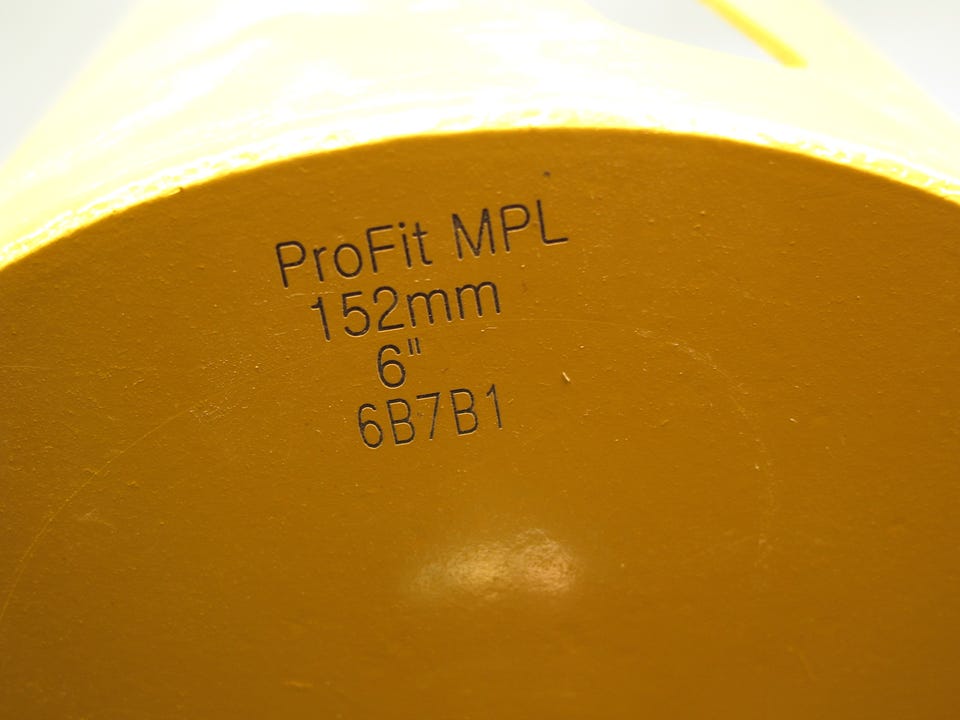 ProFit MPL
152mm
6"
6B7B1